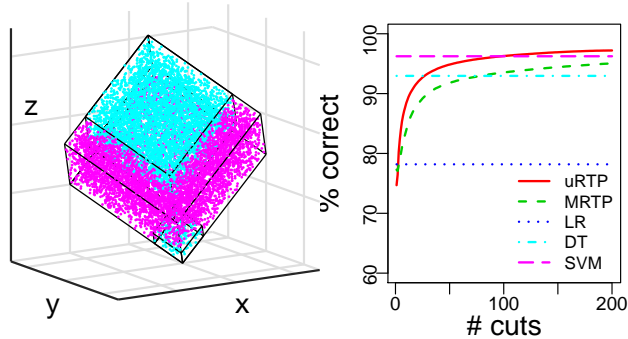 z
y
x
% correct
100
90
80
70
60
uRTP
MRTP
LR
DT
SVM
0
100
200
# cuts